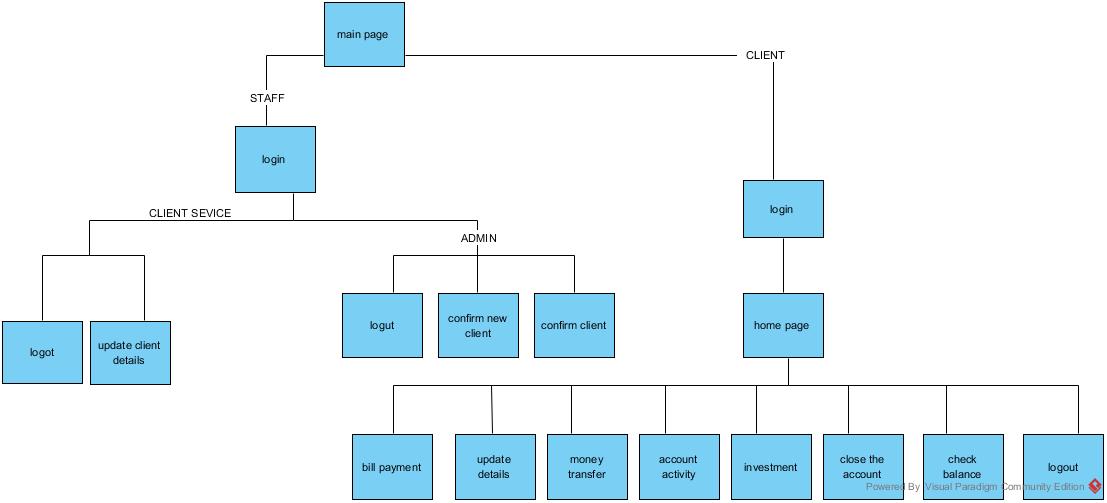 main page
CLIENT
STAFF
login
login
CLIENT SEVICE
ADMIN
logut
confirm new
client
confirm client
home page
logot
update client
details
bill payment
update
details
money
transfer
account
activity
investment
close the
account
check
balance
logout
Powered By Visual Paradigm Community Edition